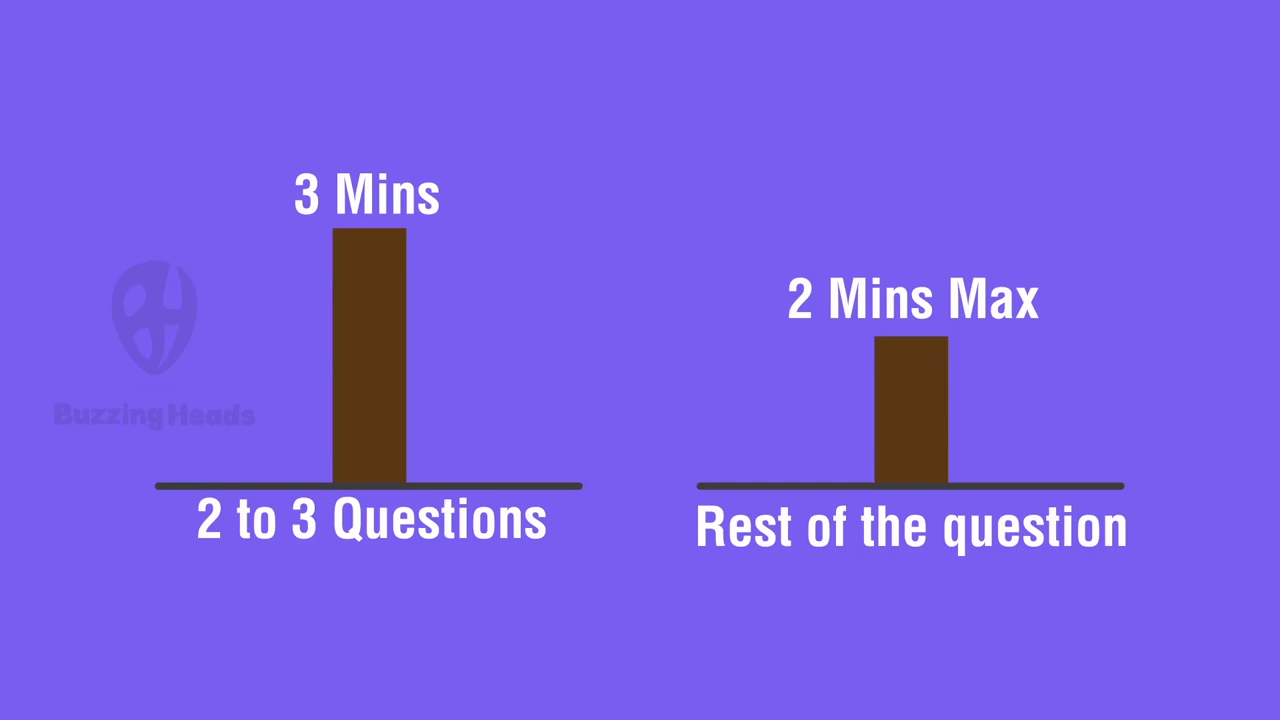 3 Mins
2 Mins Max
Buzzing Heads
2 to 3 Questions
Rest of the question